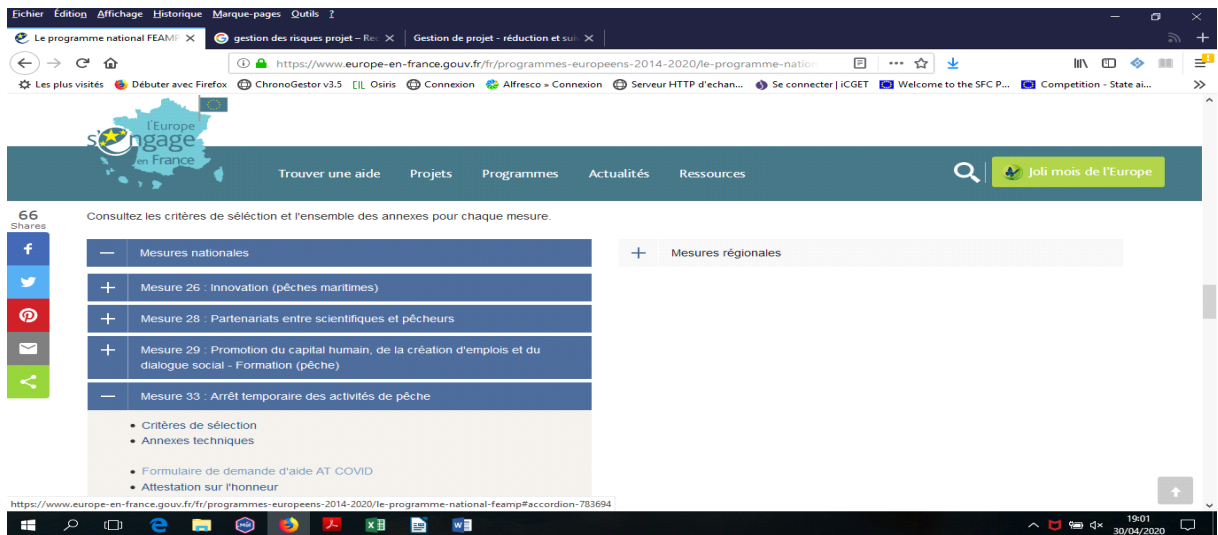 Fichier Édition Affichage Historique Marque-pages Outils ?
Le programme national FEAMP gestion des risques projet – Rec Gestion de projet - réduction et sui
https://www.europe-en-france.gouv.fr/fr/programmes-europeens-2014-2020/le-programme-nation
Les plus visités Débuter avec Firefox ChronoGestor v3.5 Osiris Connexion Alfresco » Connexion Serveur HTTP d'echan... Se connecter | iCGET Welcome to the SFC P... Competition - State ai...
l'Europe
s'engage
en France
Trouver une aide Projets Programmes Actualités Ressources Joli mois de l'Europe
66
Shares
Consultez les critères de séléction et l'ensemble des annexes pour chaque mesure.
Mesures nationales
Mesures régionales
Mesure 26 : Innovation (pêches maritimes)
Mesure 28 : Partenariats entre scientifiques et pêcheurs
Mesure 29 : Promotion du capital humain, de la création d'emplois et du
dialogue social - Formation (pêche)
Mesure 33 : Arrêt temporaire des activités de pêche
• Critères de sélection
• Annexes techniques
• Formulaire de demande d'aide AT COVID
• Attestation sur l'honneur
https://www.europe-en-france.gouv.fr/fr/programmes-europeens-2014-2020/le-programme-national-feamp#accordion-783694
19:01
30/04/2020